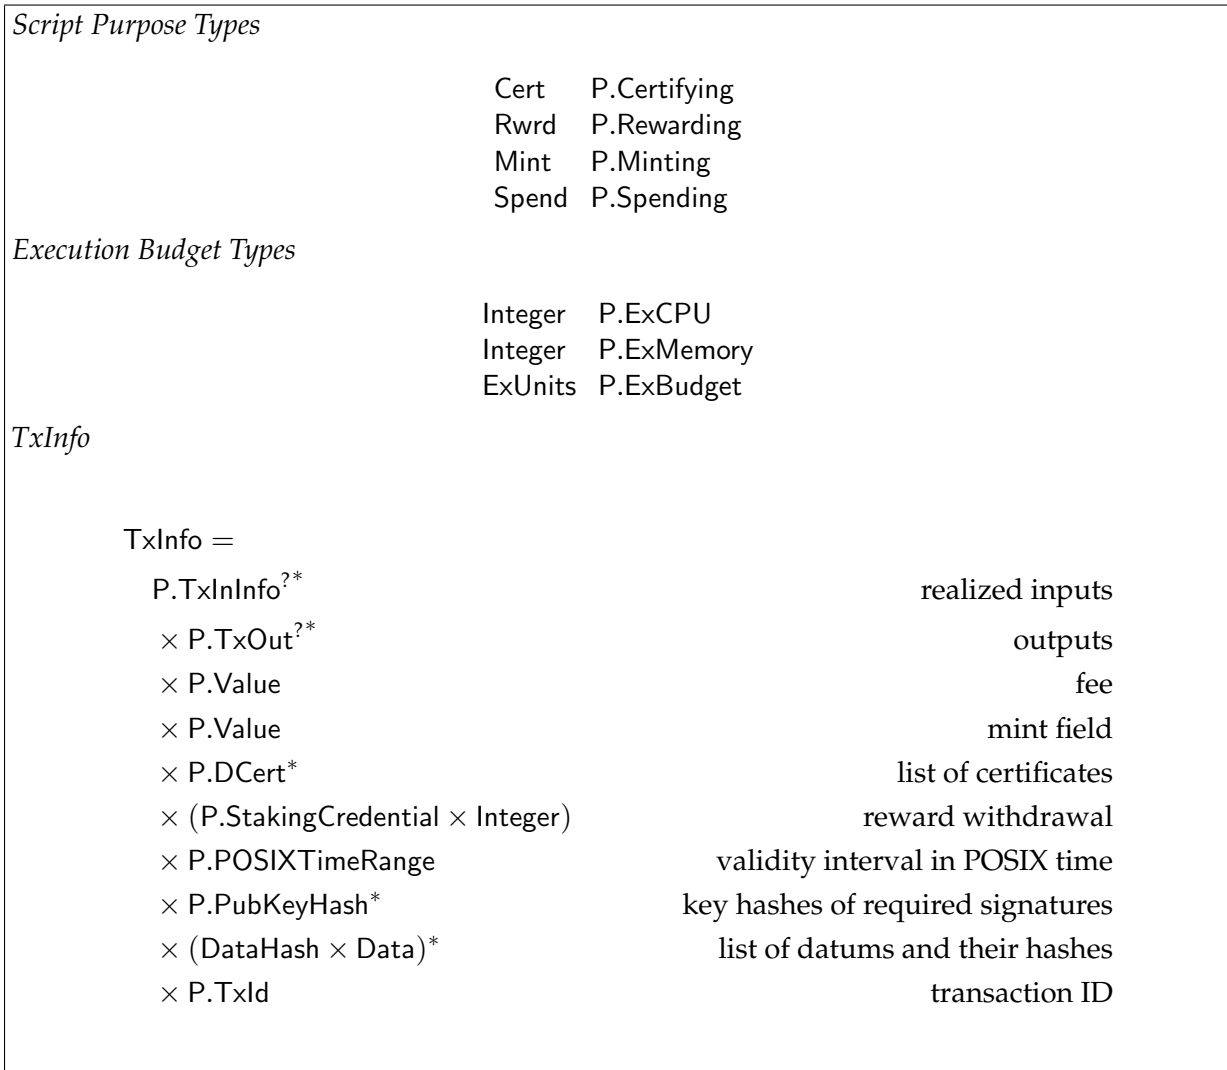 Script Purpose Types
Cert P.Certifying
Rwrd P.Rewarding
Mint P.Minting
Spend P.Spending
Execution Budget Types
Integer P.ExCPU
Integer P.ExMemory
ExUnits P.ExBudget
TxInfo
TxInfo =
P.TxInInfo?* realized inputs
× P.TxOut?* outputs
× P.Value fee
× P.Value mint field
× P.DCert* list of certificates
× (P.StakingCredential × Integer) reward withdrawal
× P.POSIXTimeRange validity interval in POSIX time
× P.PubKeyHash* key hashes of required signatures
× (DataHash × Data)* list of datums and their hashes
× P.TxId transaction ID